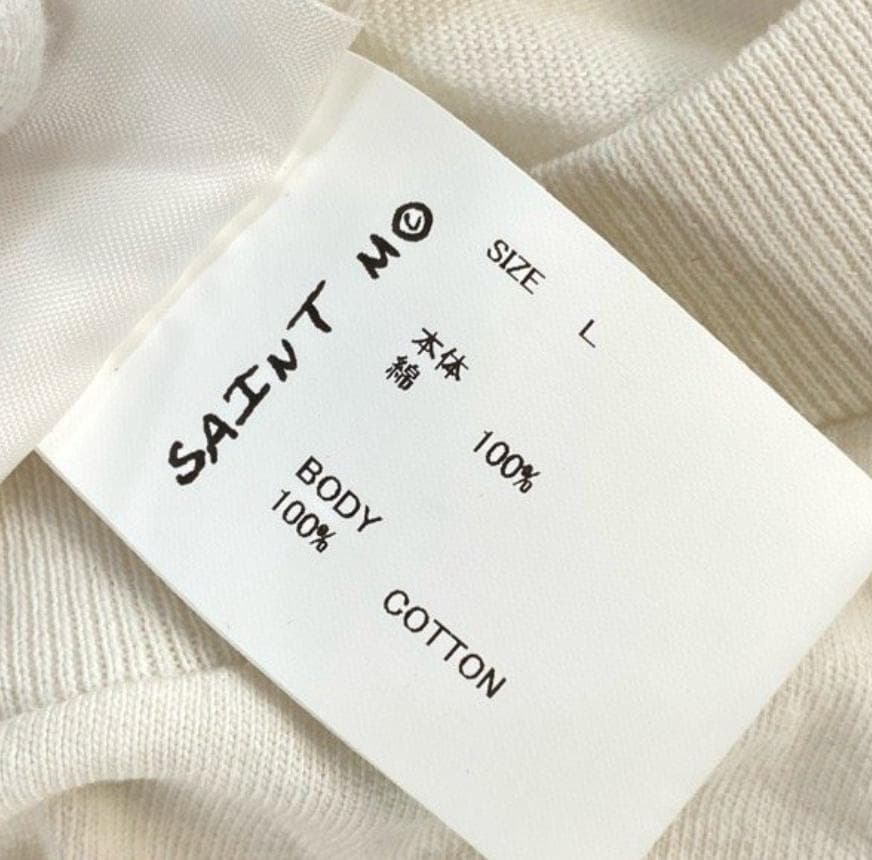 SAINT M©
SIZE L
本体
綿 100%
BODY
100% COTTON